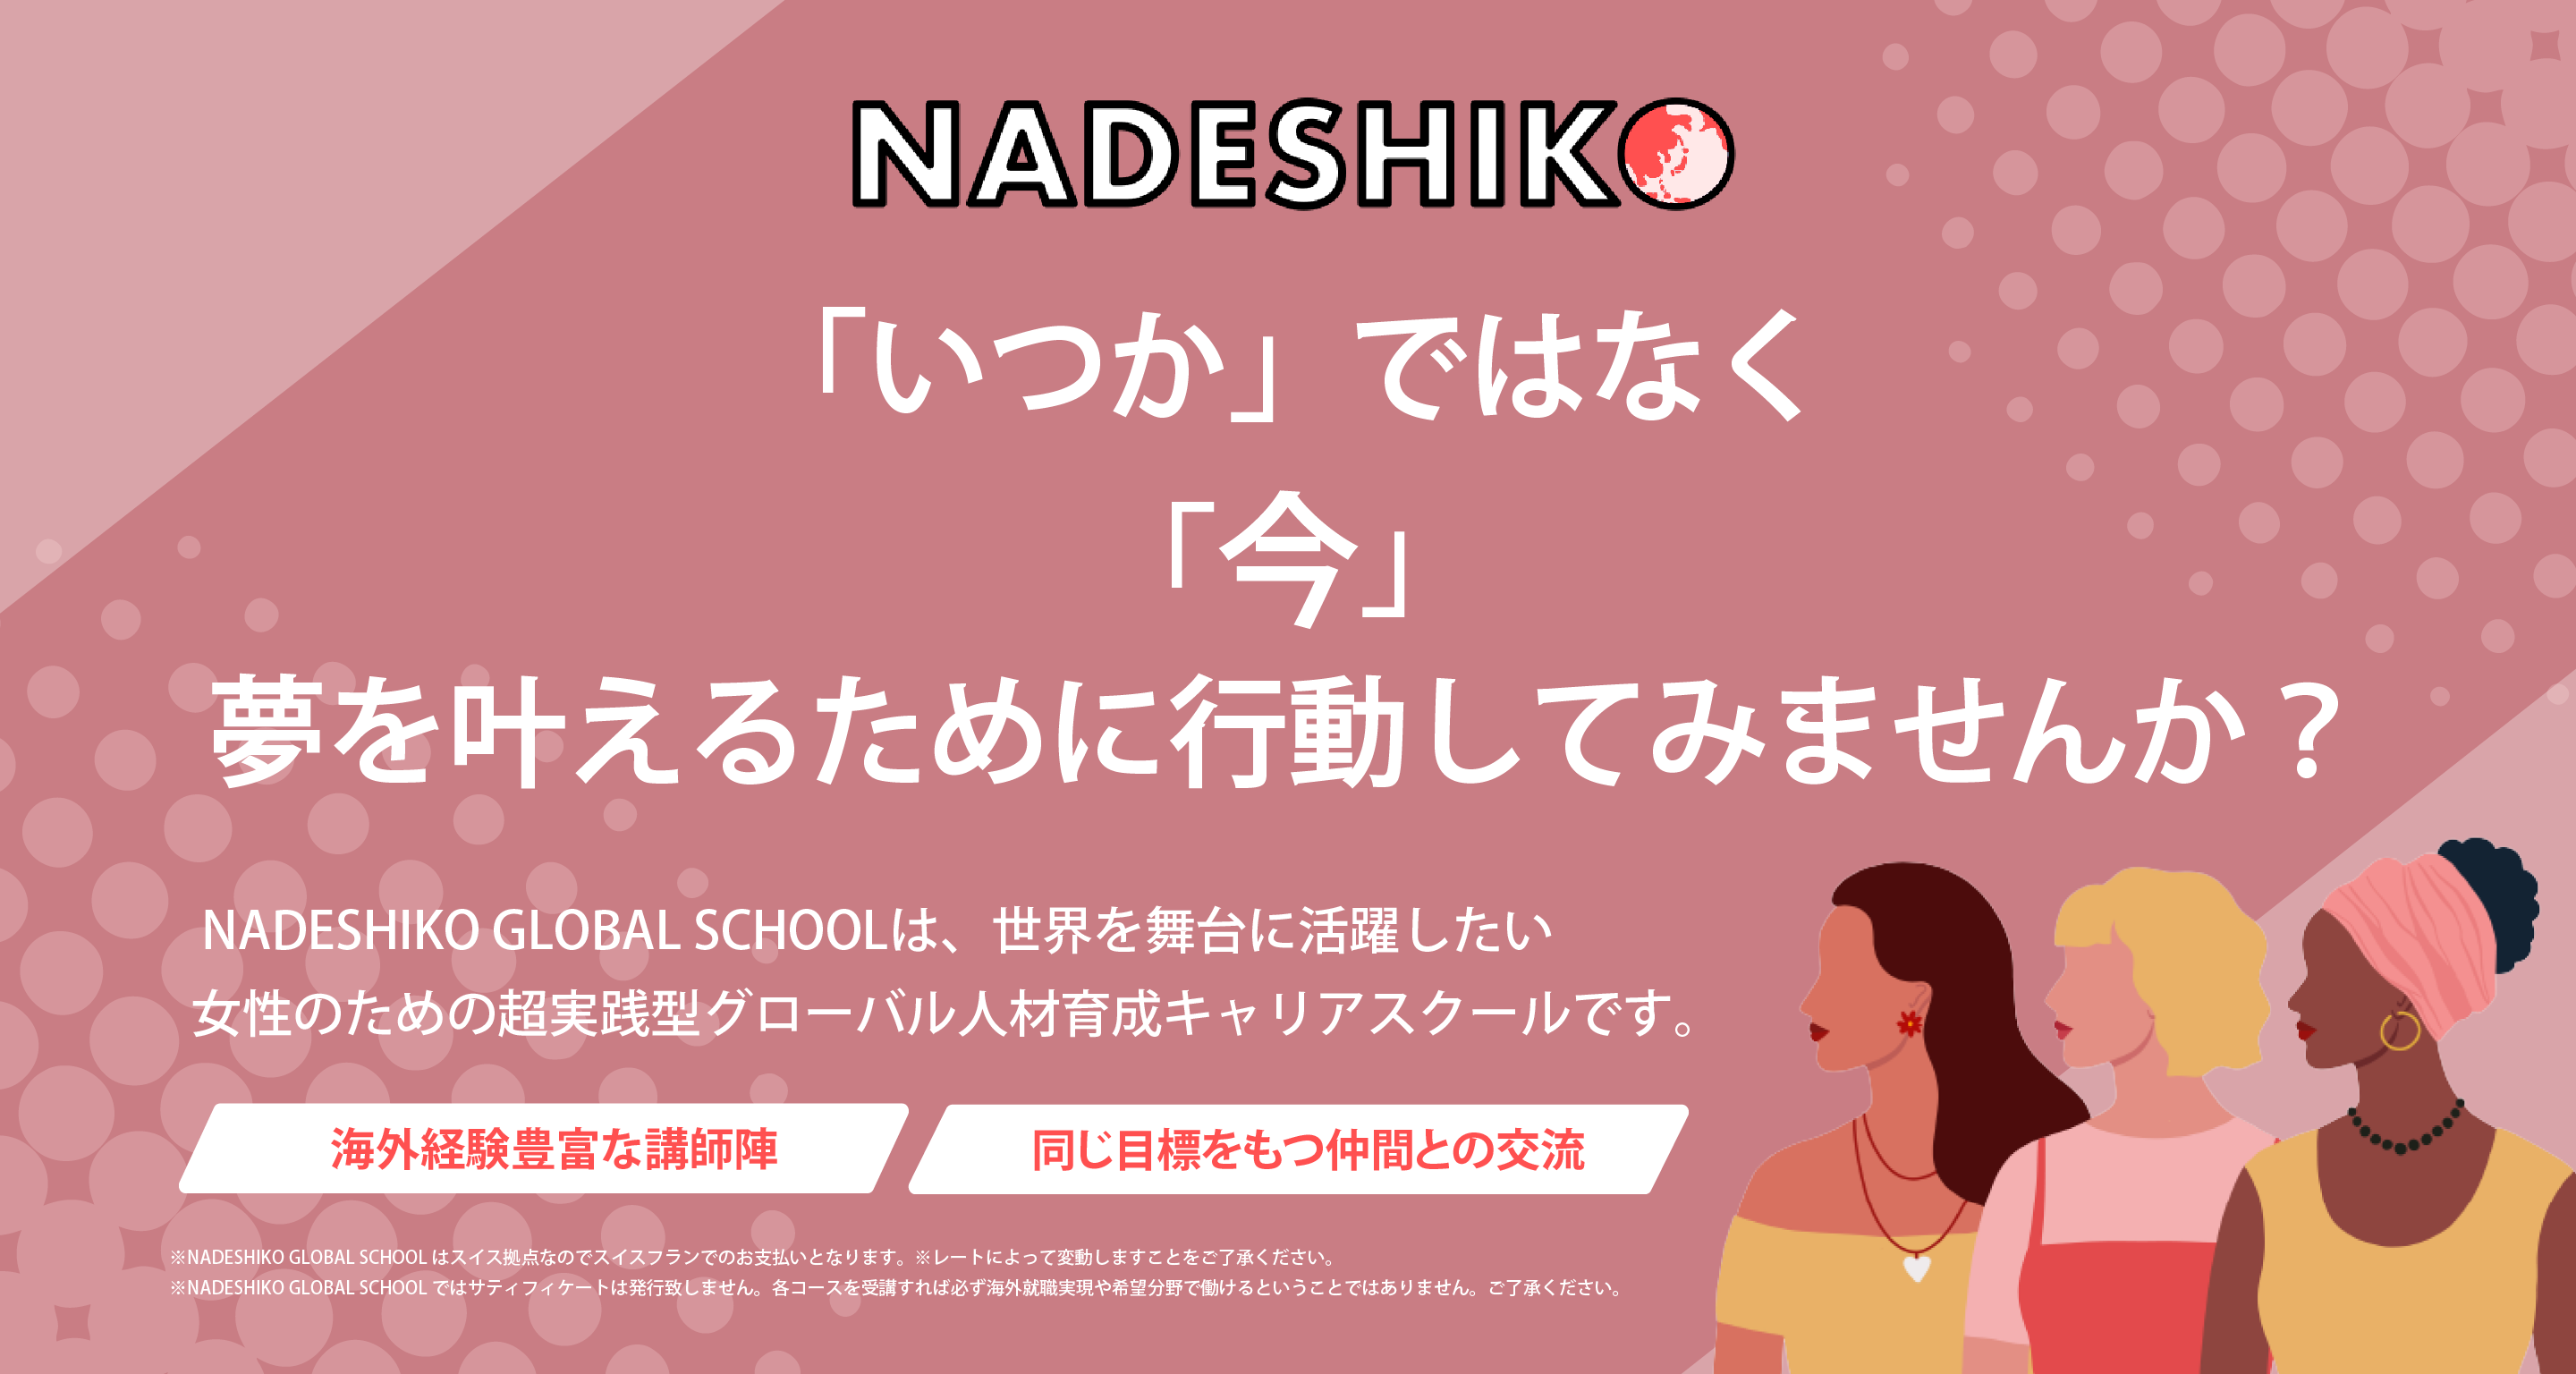 NADESHIKO
「いつか」ではなく
「今」
夢を叶えるために行動してみませんか？
NADESHIKO GLOBAL SCHOOLは、世界を舞台に活躍したい
女性のための超実践型グローバル人材育成キャリアスクールです。
海外経験豊富な講師陣
同じ目標をもつ仲間との交流
※NADESHIKO GLOBAL SCHOOL はスイス拠点なのでスイスフランでのお支払いとなります。※レートによって変動しますことをご了承ください。
※NADESHIKO GLOBAL SCHOOL ではサティフィケートは発行致しません。各コースを受講すれば必ず海外就職実現や希望分野で働けるということではありません。ご了承ください。